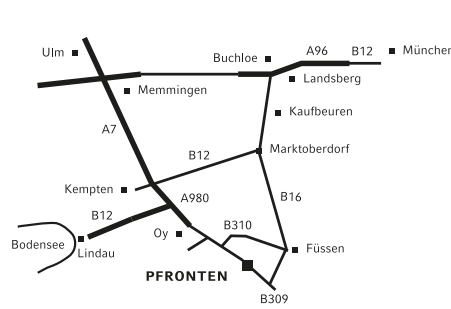 Ulm
Buchloe
A96
B12
München
Landsberg
Memmingen
Kaufbeuren
A7
B12
Marktoberdorf
Kempten
A980
B16
B12
B310
Oy
Bodensee
Lindau
Füssen
PFRONTEN
B309